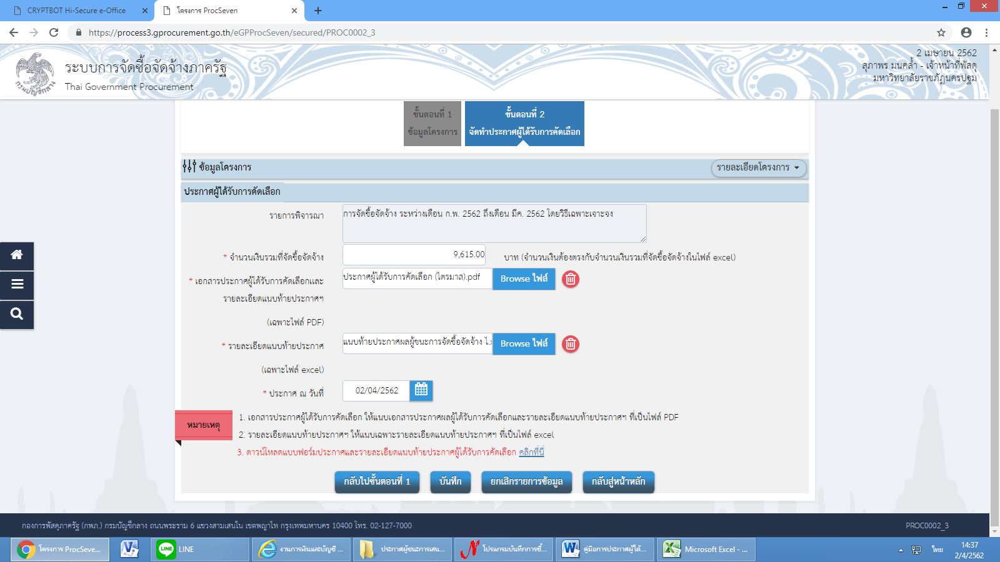 CRYPTBOT Hi-Secure e-Office
โครงการ ProcSeven
https://process3.gprocurement.go.th/eGPProcSeven/secured/PROC0002_3
ระบบการจัดซื้อจัดจ้างภาครัฐ
Thai Government Procurement
กรมบัญชีกลาง
2 เมษายน 2562
สุภาพร มนคล้ำ - เจ้าหน้าที่พัสดุ
มหาวิทยาลัยราชภัฏนครปฐม
ขั้นตอนที่ 1
ข้อมูลโครงการ
ขั้นตอนที่ 2
จัดทำประกาศผู้ได้รับการคัดเลือก
ข้อมูลโครงการ
รายละเอียดโครงการ
ประกาศผู้ได้รับการคัดเลือก
รายการพิจารณา
การจัดซื้อจัดจ้าง ระหว่างเดือน ก.พ. 2562 ถึงเดือน มีค. 2562 โดยวิธีเฉพาะเจาะจง
* จำนวนเงินรวมที่จัดซื้อจัดจ้าง
9,615.00
บาท (จำนวนเงินต้องตรงกับจำนวนเงินรวมที่จัดซื้อจัดจ้างในไฟล์ excel)
* เอกสารประกาศผู้ได้รับการคัดเลือกและ
ประกาศผู้ได้รับการคัดเลือก (ไตรมาส).pdf
Browse ไฟล์
รายละเอียดแนบท้ายประกาศฯ
(เฉพาะไฟล์ PDF)
* รายละเอียดแนบท้ายประกาศ
แนบท้ายประกาศผลผู้ชนะการจัดซื้อจัดจ้าง ไ.x
Browse ไฟล์
(เฉพาะไฟล์ excel)
* ประกาศ ณ วันที่
02/04/2562
หมายเหตุ
1. เอกสารประกาศผู้ได้รับการคัดเลือก ให้แนบเอกสารประกาศผลผู้ได้รับการคัดเลือกและรายละเอียดแนบท้ายประกาศฯ ที่เป็นไฟล์ PDF
2. รายละเอียดแนบท้ายประกาศฯ ให้แนบเฉพาะรายละเอียดแนบท้ายประกาศฯ ที่เป็นไฟล์ excel
3. ดาวน์โหลดแบบฟอร์มประกาศและรายละเอียดแนบท้ายประกาศผู้ได้รับการคัดเลือก คลิกที่นี่
กลับไปขั้นตอนที่ 1
บันทึก
ยกเลิกรายการข้อมูล
กลับสู่หน้าหลัก
กองการพัสดุภาครัฐ (กพภ.) กรมบัญชีกลาง ถนนพระราม 6 แขวงสามเสนใน เขตพญาไท กรุงเทพมหานคร 10400 โทร. 02-127-7000
PROC0002_3
โครงการ ProcSeve...
LINE
LINE
งานการเงินและบัญชี ...
ประกาศผู้ชนะการเสน...
โปรแกรมบันทึกการซื้...
คู่มือการประกาศผู้ได้...
Microsoft Excel - ...
ไทย
14:37
2/4/2562